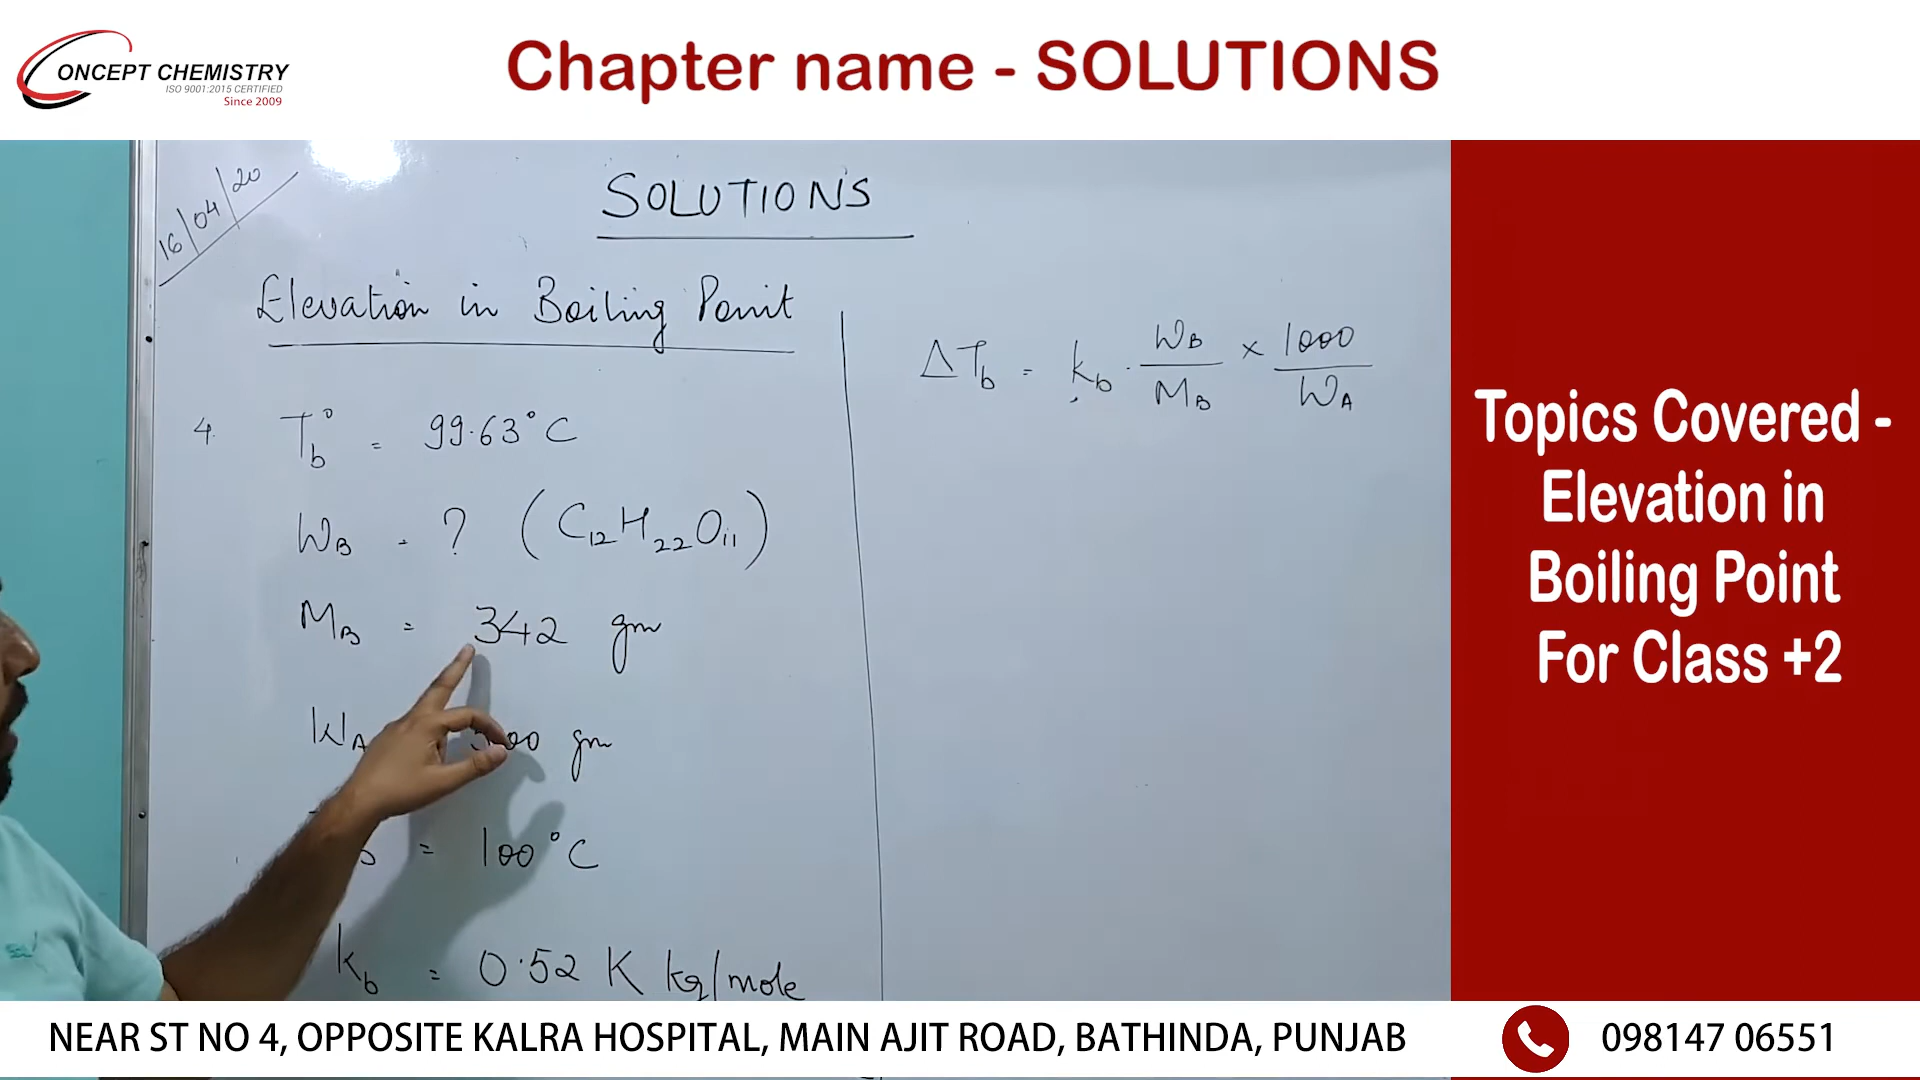 CONCEPT CHEMISTRY
ISO 9001:2015 CERTIFIED
Since 2009
Chapter name - SOLUTIONS
16/04/20
SOLUTIONS
Elevation in Boiling Point
4. Tb° = 99.63°C
WB = ? (C12H22O11)
MB = 342 gm
WA 500 gm
b = 100°C
kb = 0.52 K kg/mole
ΔTb = kb . WB/MB × 1000/WA
Topics Covered -
Elevation in
Boiling Point
For Class +2
NEAR ST NO 4, OPPOSITE KALRA HOSPITAL, MAIN AJIT ROAD, BATHINDA, PUNJAB
098147 06551